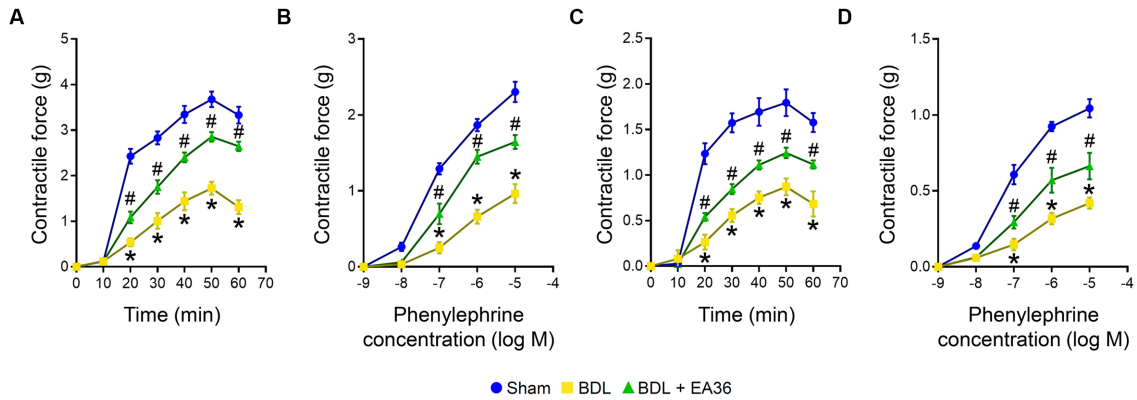 A
Contractile force (g)
5
4
3
2
1
0
# # # # #
* * * * *
0 10 20 30 40 50 60 70
Time (min)
B
Contractile force (g)
3
2
1
0
# # #
* * *
-9 -8 -7 -6 -5 -4
Phenylephrine
concentration (log M)
C
Contractile force (g)
2.5
2.0
1.5
1.0
0.5
0.0
# # # # #
* * * * *
0 10 20 30 40 50 60 70
Time (min)
D
Contractile force (g)
1.5
1.0
0.5
0.0
# # #
* * *
-9 -8 -7 -6 -5 -4
Phenylephrine
concentration (log M)
Sham BDL BDL + EA36